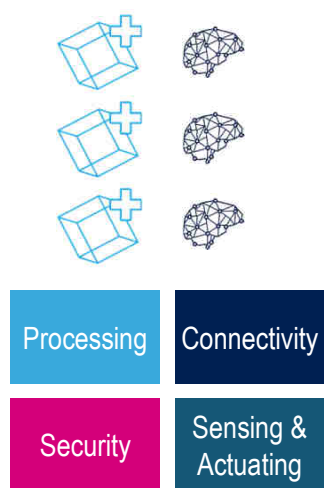 Processing
Connectivity
Security
Sensing &
Actuating